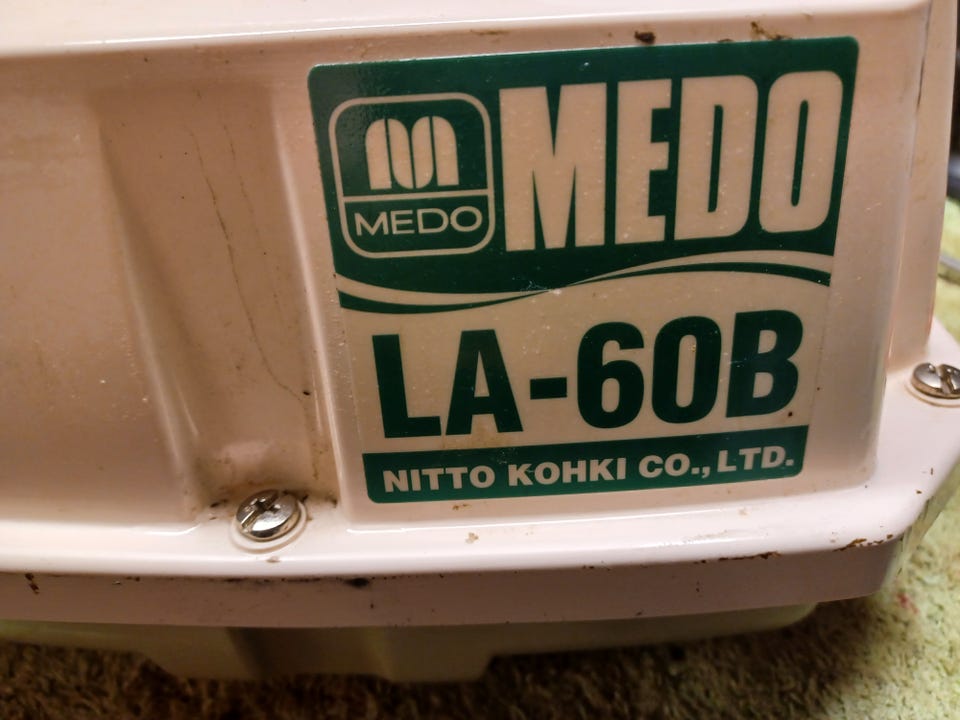 MEDO
MEDO
LA-60B
NITTO KOHKI CO., LTD.